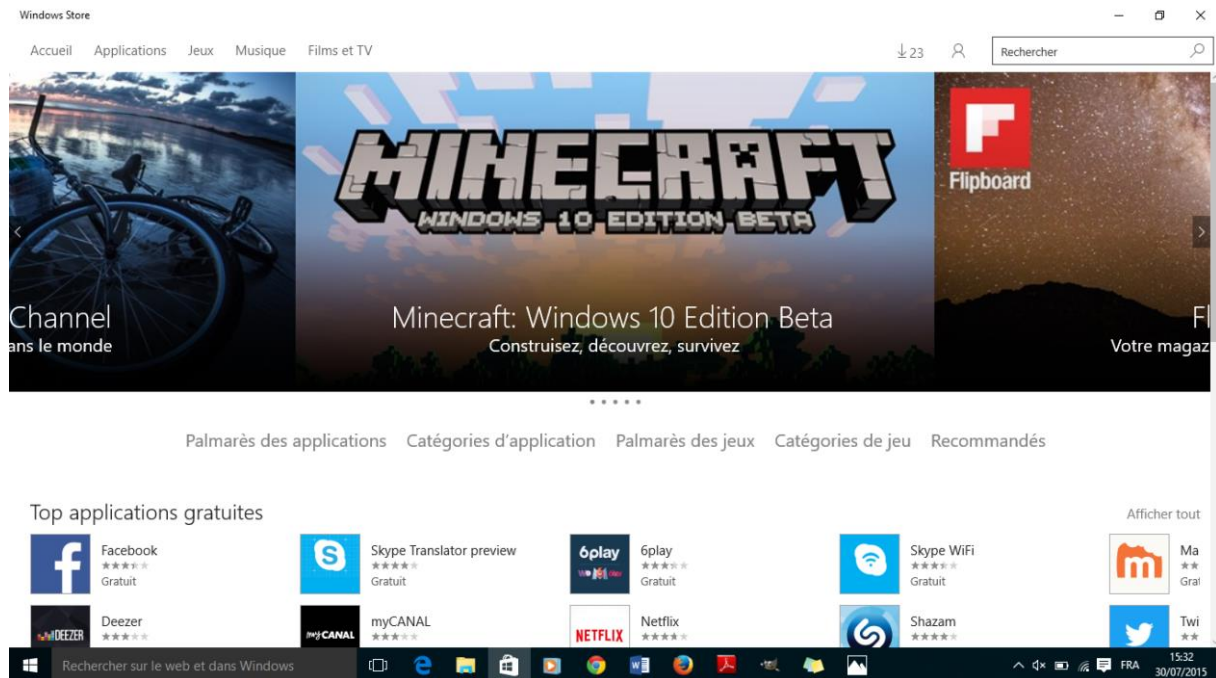 Windows Store
Accueil Applications Jeux Musique Films et TV 23 Rechercher
MINECRAFT
WINDOWS 10 EDITION BETA
Flipboard
Channel
ans le monde
Minecraft: Windows 10 Edition Beta
Construisez, découvrez, survivez
Fl
Votre magaz
Palmarès des applications Catégories d'application Palmarès des jeux Catégories de jeu Recommandés
Top applications gratuites Afficher tout
Facebook
Gratuit
Skype Translator preview
Gratuit
6play
6play
Gratuit
Skype WiFi
Gratuit
Ma
Grat
DEEZER
Deezer
myCANAL
myCANAL
NETFLIX
Netflix
Shazam
Twi
Rechercher sur le web et dans Windows FRA 15:32
30/07/2015